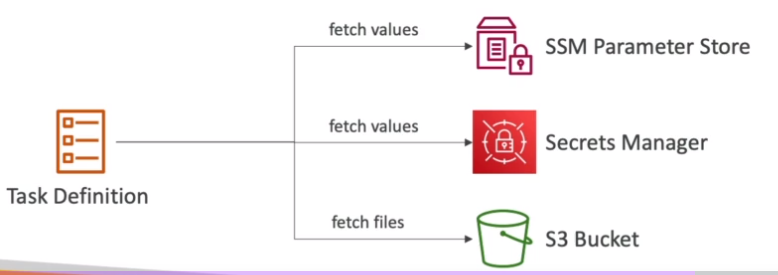 fetch values
SSM Parameter Store
fetch values
Secrets Manager
Task Definition
fetch files
S3 Bucket